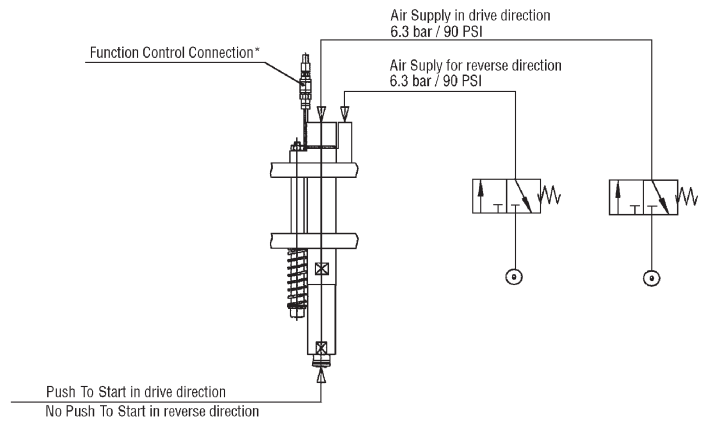 Air Supply in drive direction
6.3 bar / 90 PSI
Function Control Connection*
Air Suply for reverse direction
6.3 bar / 90 PSI
Push To Start in drive direction
No Push To Start in reverse direction